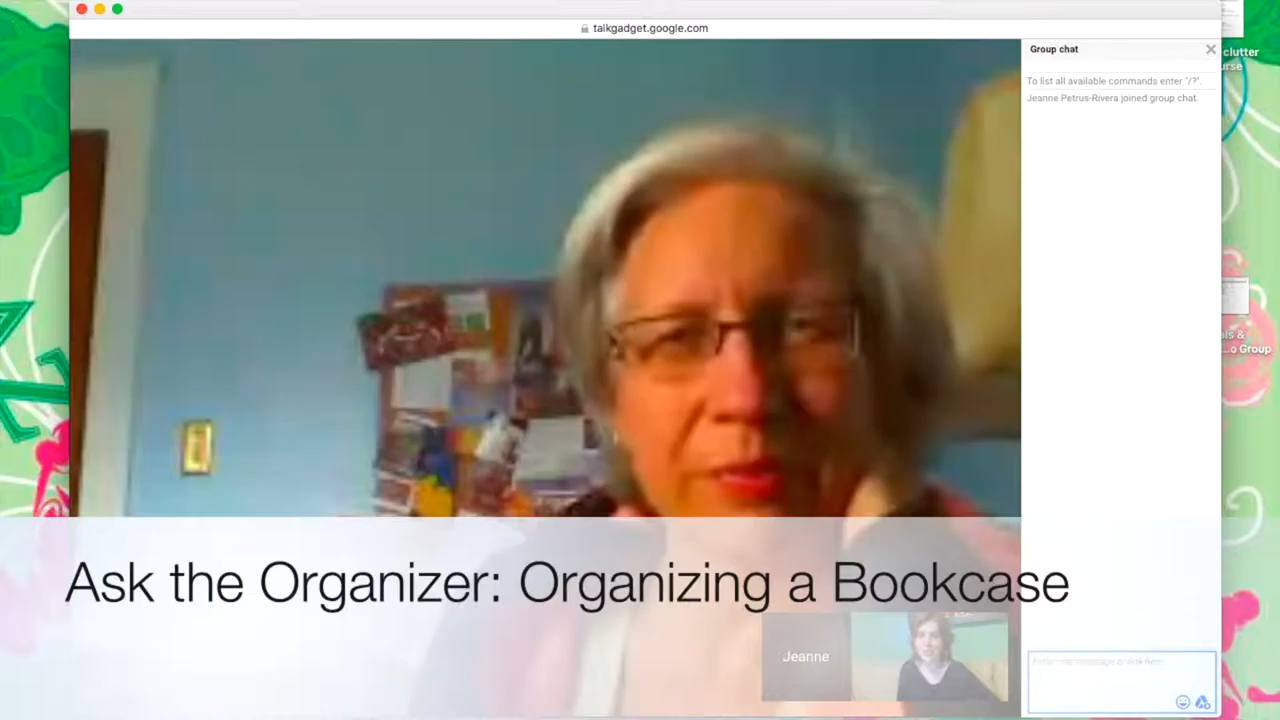 talkgadget.google.com
Group chat
To list all available commands enter "/?".
Jeanne Petrus-Rivera joined group chat.
clutter
urse
& 
...o Group
Ask the Organizer: Organizing a Bookcase
Jeanne